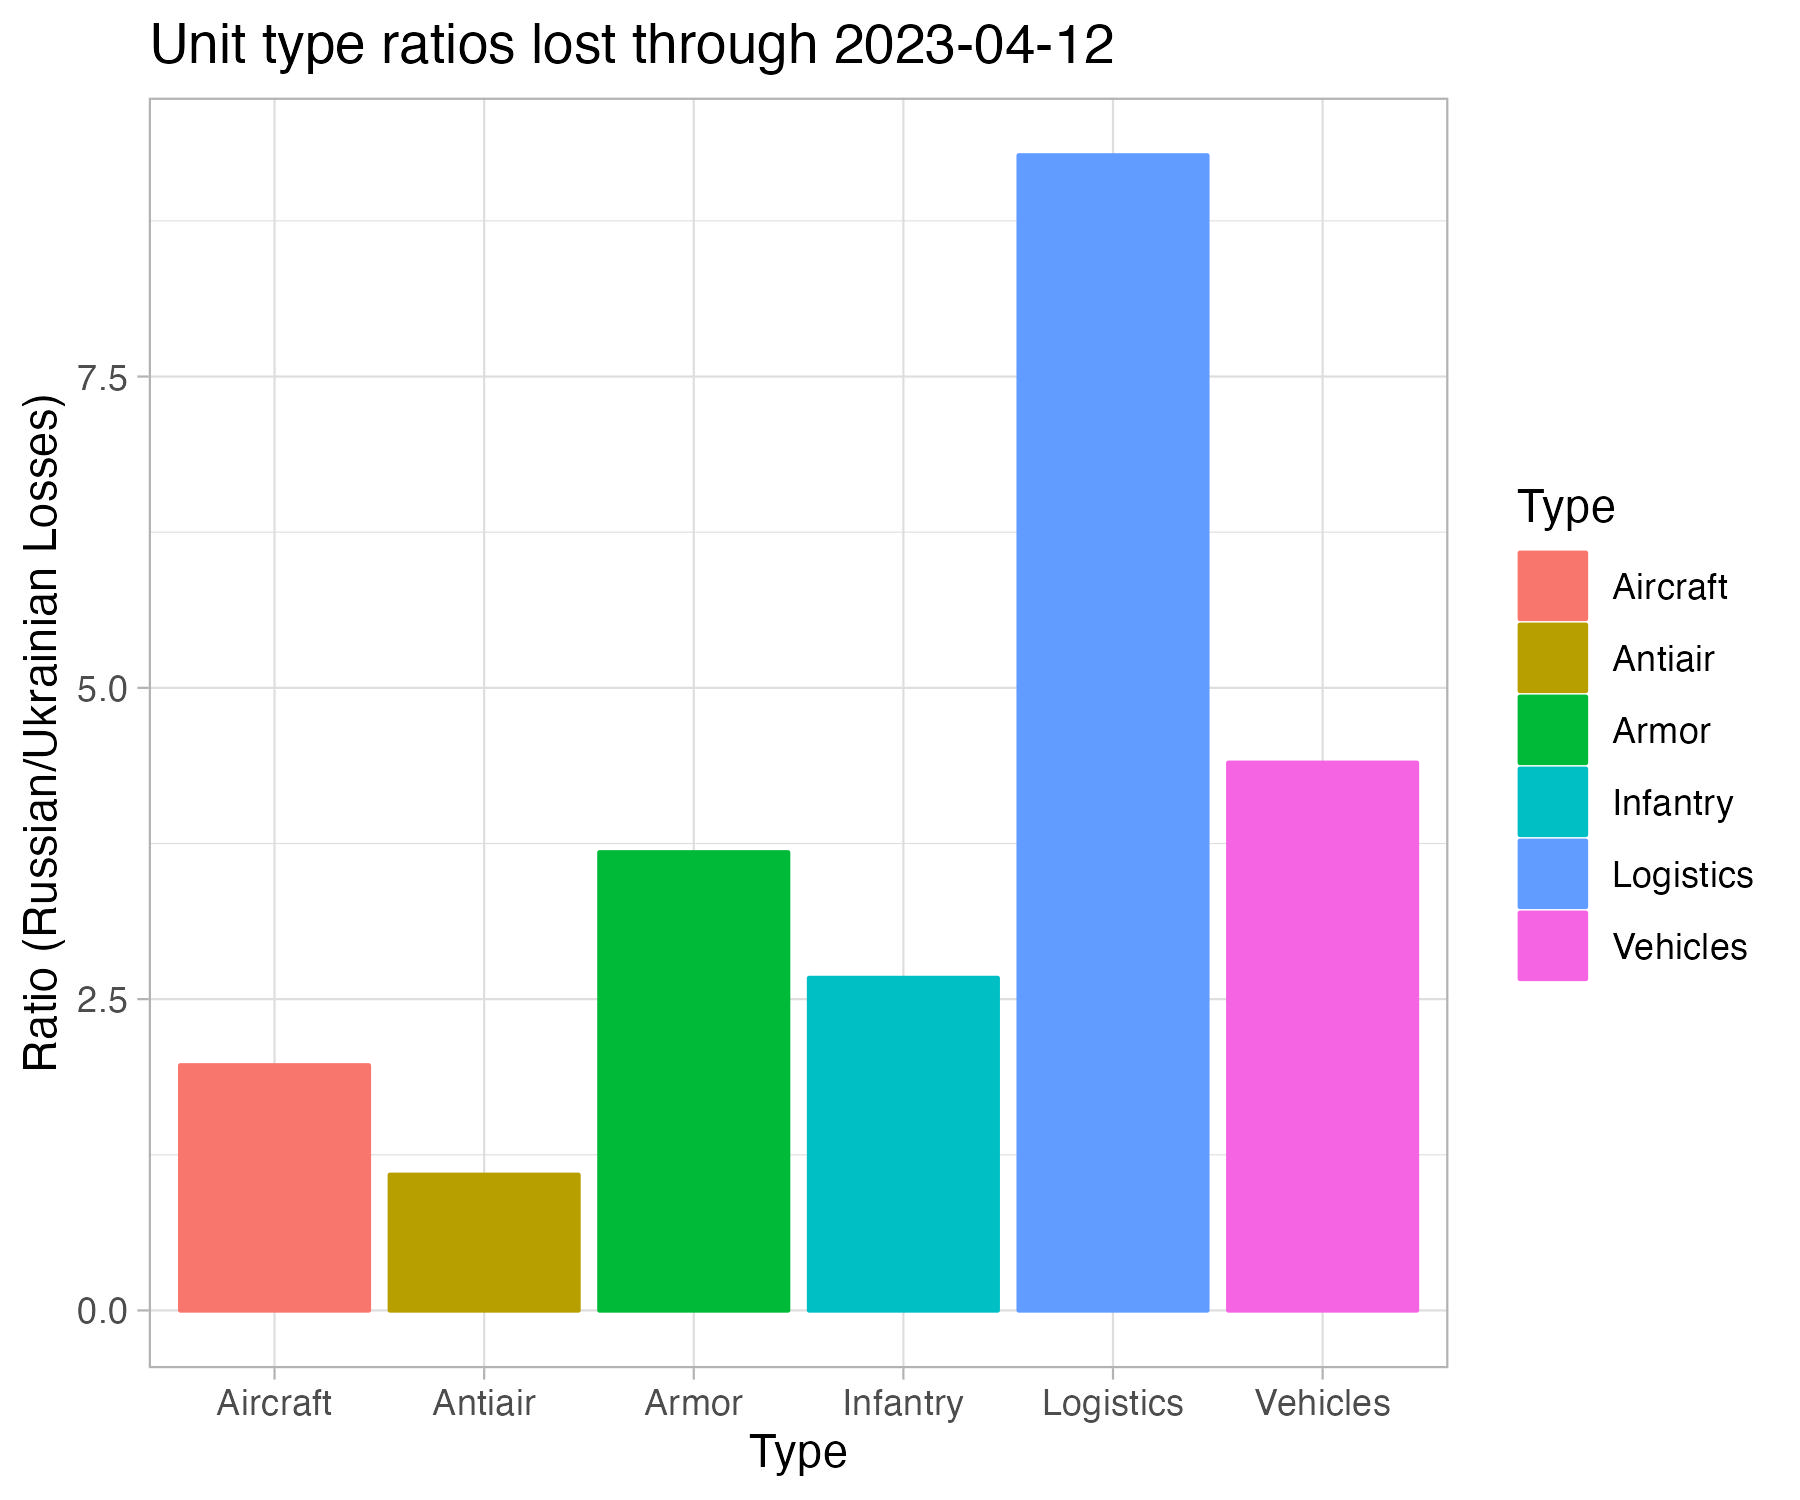 Unit type ratios lost through 2023-04-12
Ratio (Russian/Ukrainian Losses)
7.5
5.0
2.5
0.0
Aircraft
Antiair
Armor
Infantry
Logistics
Vehicles
Type
Type
Aircraft
Antiair
Armor
Infantry
Logistics
Vehicles